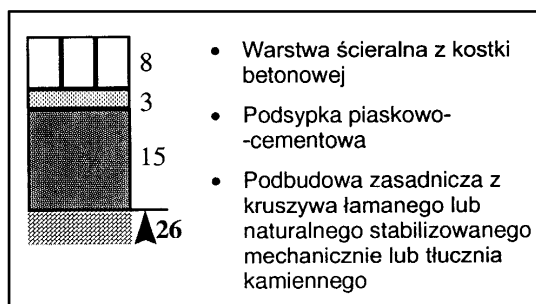 8
3
15
26
• Warstwa ścieralna z kostki
betonowej
• Podsypka piaskowo-
-cementowa
• Podbudowa zasadnicza z
kruszywa łamanego lub
naturalnego stabilizowanego
mechanicznie lub tłucznia
kamiennego